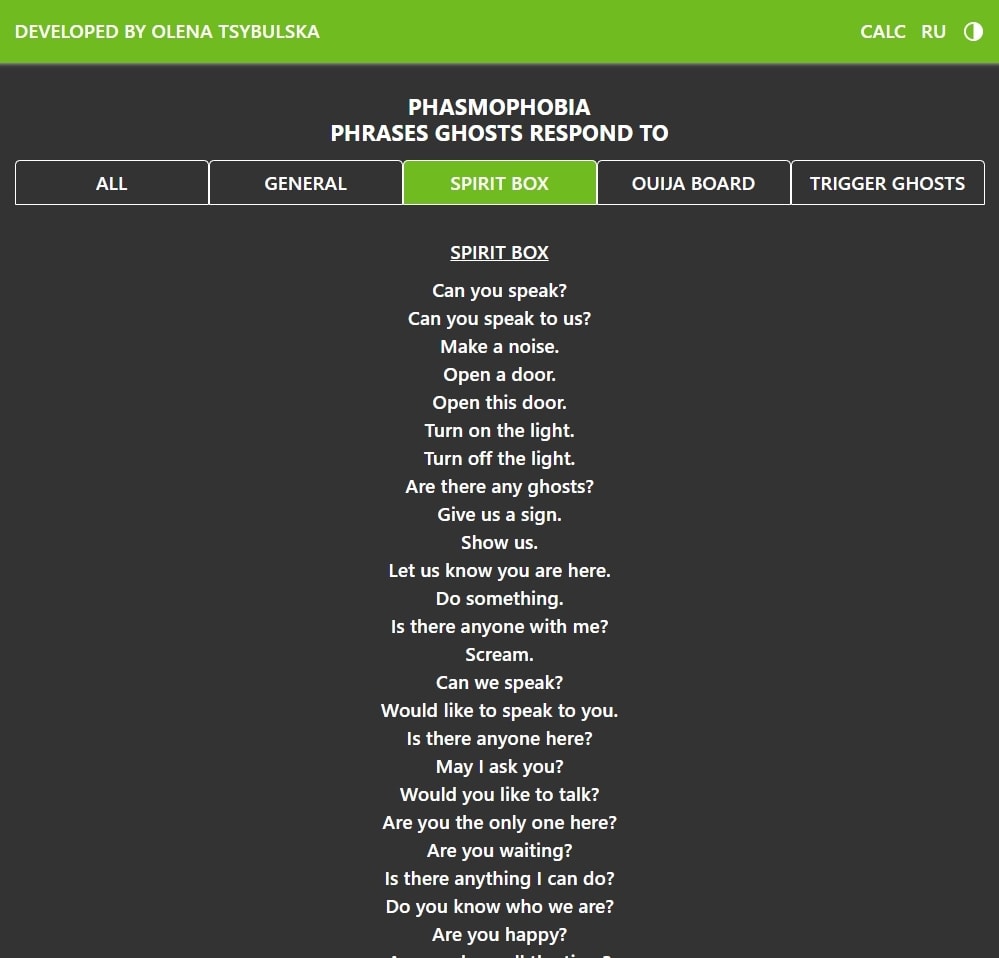 DEVELOPED BY OLENA TSYBULSKA
CALC RU
PHASMOPHOBIA
PHRASES GHOSTS RESPOND TO
ALL
GENERAL
SPIRIT BOX
OUIJA BOARD
TRIGGER GHOSTS
SPIRIT BOX
Can you speak?
Can you speak to us?
Make a noise.
Open a door.
Open this door.
Turn on the light.
Turn off the light.
Are there any ghosts?
Give us a sign.
Show us.
Let us know you are here.
Do something.
Is there anyone with me?
Scream.
Can we speak?
Would like to speak to you.
Is there anyone here?
May I ask you?
Would you like to talk?
Are you the only one here?
Are you waiting?
Is there anything I can do?
Do you know who we are?
Are you happy?